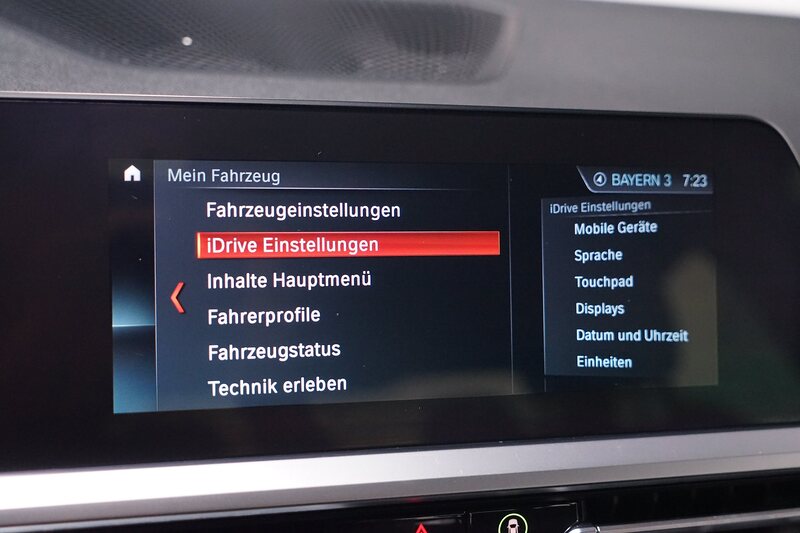 Mein Fahrzeug
Fahrzeugeinstellungen
iDrive Einstellungen
Inhalte Hauptmenü
Fahrerprofile
Fahrzeugstatus
Technik erleben
4 BAYERN 3 7:23
iDrive Einstellungen
Mobile Geräte
Sprache
Touchpad
Displays
Datum und Uhrzeit
Einheiten